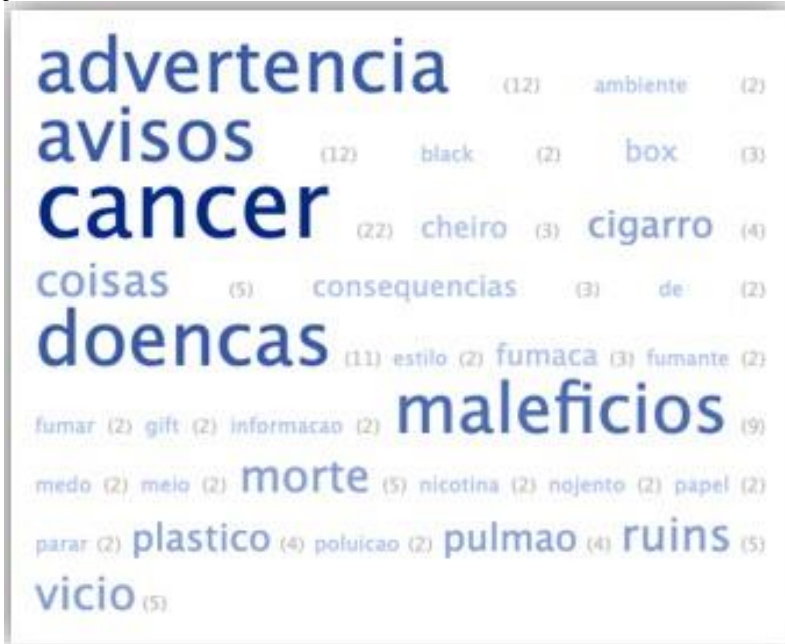 advertencia (12) ambiente (2)
avisos (12) black (2) box (3)
cancer (22) cheiro (3) cigarro (4)
coisas (5) consequencias (3) de (2)
doencas (11) estilo (2) fumaca (3) fumante (2)
fumar (2) gift (2) informacao (2) maleficios (9)
medo (2) meio (2) morte (5) nicotina (2) nojento (2) papel (2)
parar (2) plastico (4) poluicao (2) pulmao (4) ruins (5)
vicio (5)